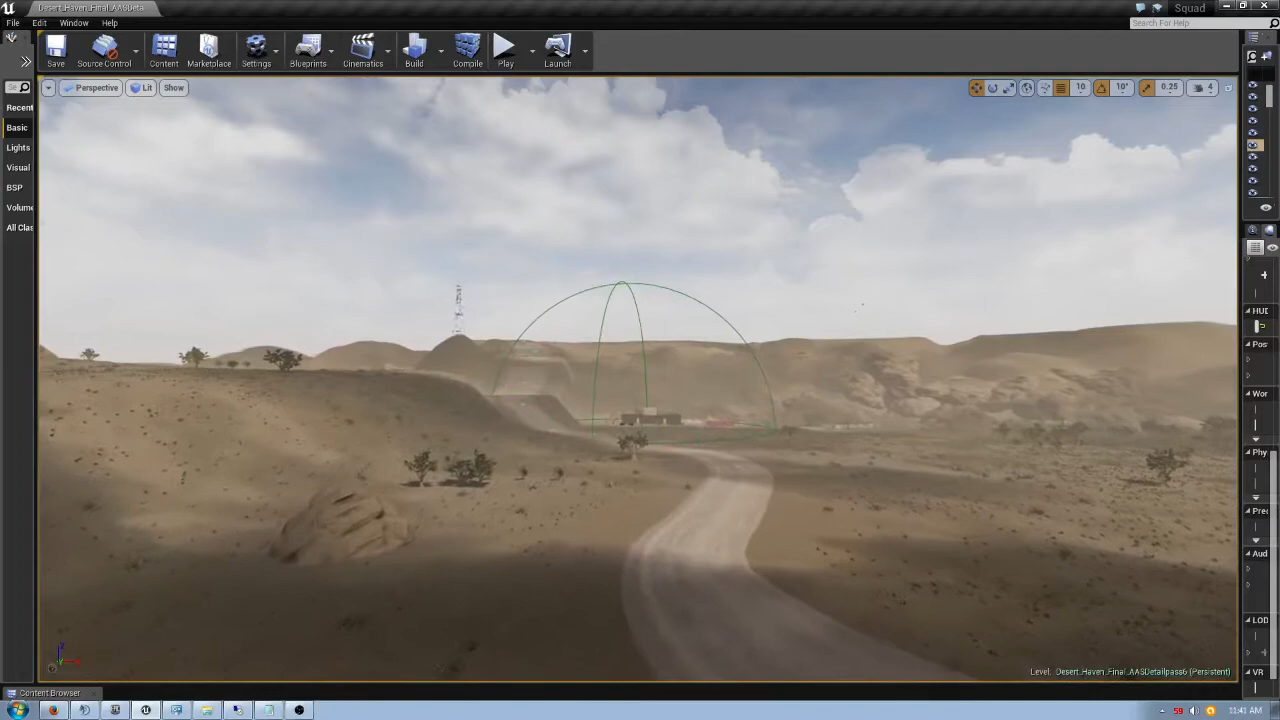 Desert_Haven_Final_AASDeta
Squad
File Edit Window Help
Search For Help
Save Source Control Content Marketplace Settings Blueprints Cinematics Build Compile Play Launch
Perspective Lit Show
10 10° 0.25 4
Recent
Basic
Lights
Visual
BSP
Volume
All Clas
HUD
Pos
Wor
Phy
Prec
Aud
LOD
VR
Z
Level: Desert_Haven_Final_AASDetailpass6 (Persistent)
Content Browser
59 11:41 AM